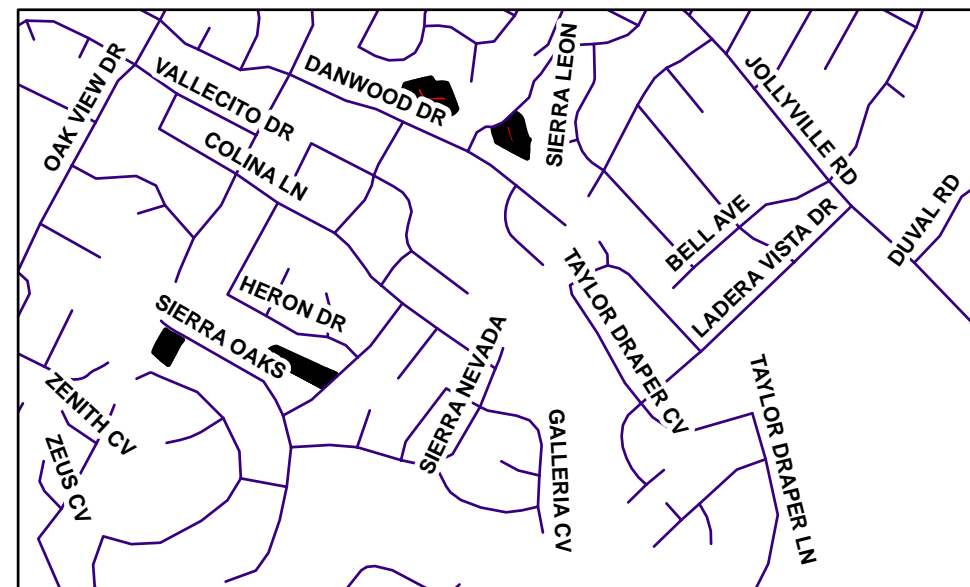 OAK VIEW DR
VALLECITO DR
DANWOOD DR
SIERRA LEON
JOLLYVILLE RD
COLINA LN
DUVAL RD
BELL AVE
LADERA VISTA DR
HERON DR
SIERRA OAKS
TAYLOR DRAPER CV
SIERRA NEVADA
ZENITH CV
TAYLOR DRAPER LN
GALLERIA CV
ZEUS CV